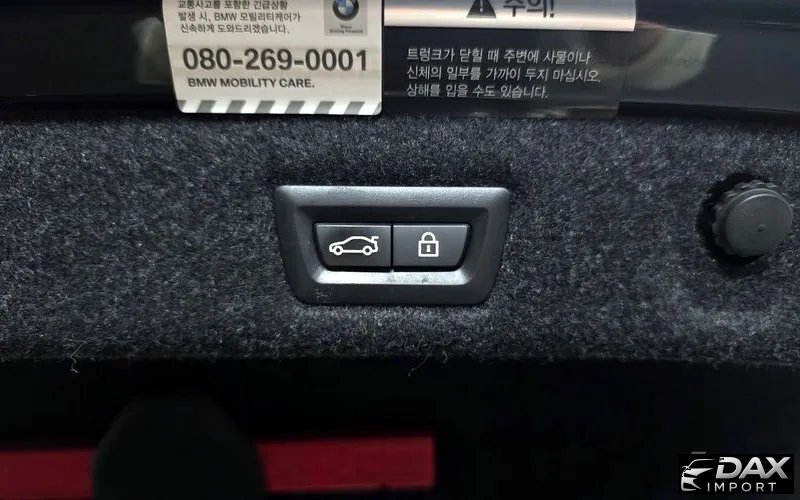 교통사고를 포함한 긴급상황
발생 시, BMW 모빌리티케어가
신속하게 도와드리겠습니다.
080-269-0001
BMW MOBILITY CARE.
주의!
트렁크가 닫힐 때 주변에 사물이나
신체의 일부를 가까이 두지 마십시오.
상해를 입을 수도 있습니다.
DAX
IMPORT